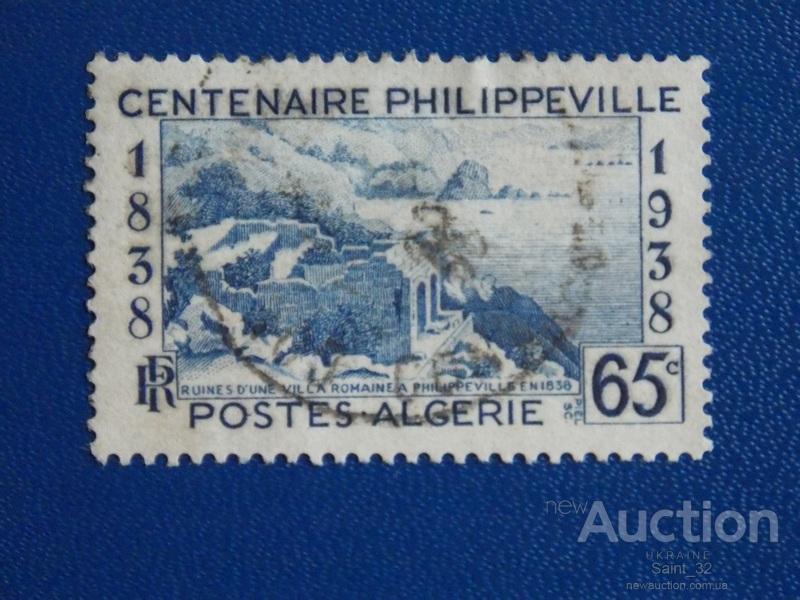 CENTENAIRE PHILIPPEVILLE
1838
1938
RF
RUINES D'UNE VILLA ROMAINE A PHILIPPEVILLE EN 1838
65c
POSTES-ALGERIE
new Auction
UKRAINE
Saint_32
newauction.com.ua